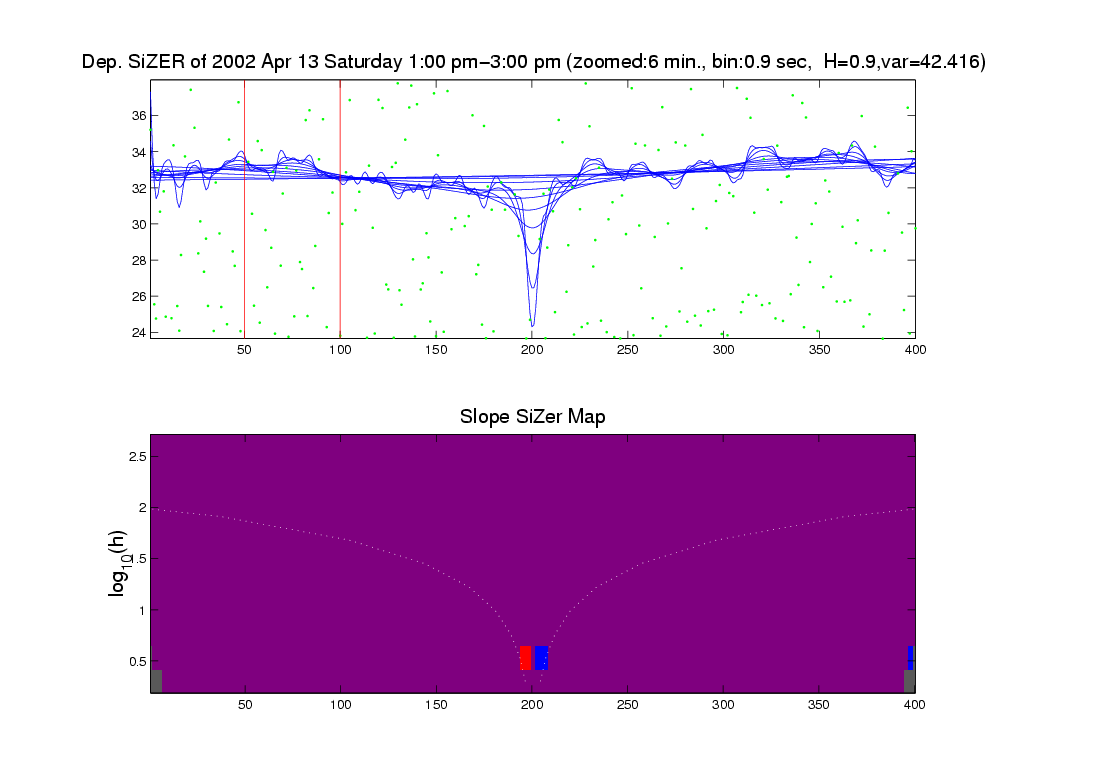 Dep. SiZER of 2002 Apr 13 Saturday 1:00 pm−3:00 pm (zoomed:6 min., bin:0.9 sec,  H=0.9,var=42.416)
36
34
32
30
28
26
24
50 100 150 200 250 300 350 400
Slope SiZer Map
log10(h)
2.5
2
1.5
1
0.5
50 100 150 200 250 300 350 400